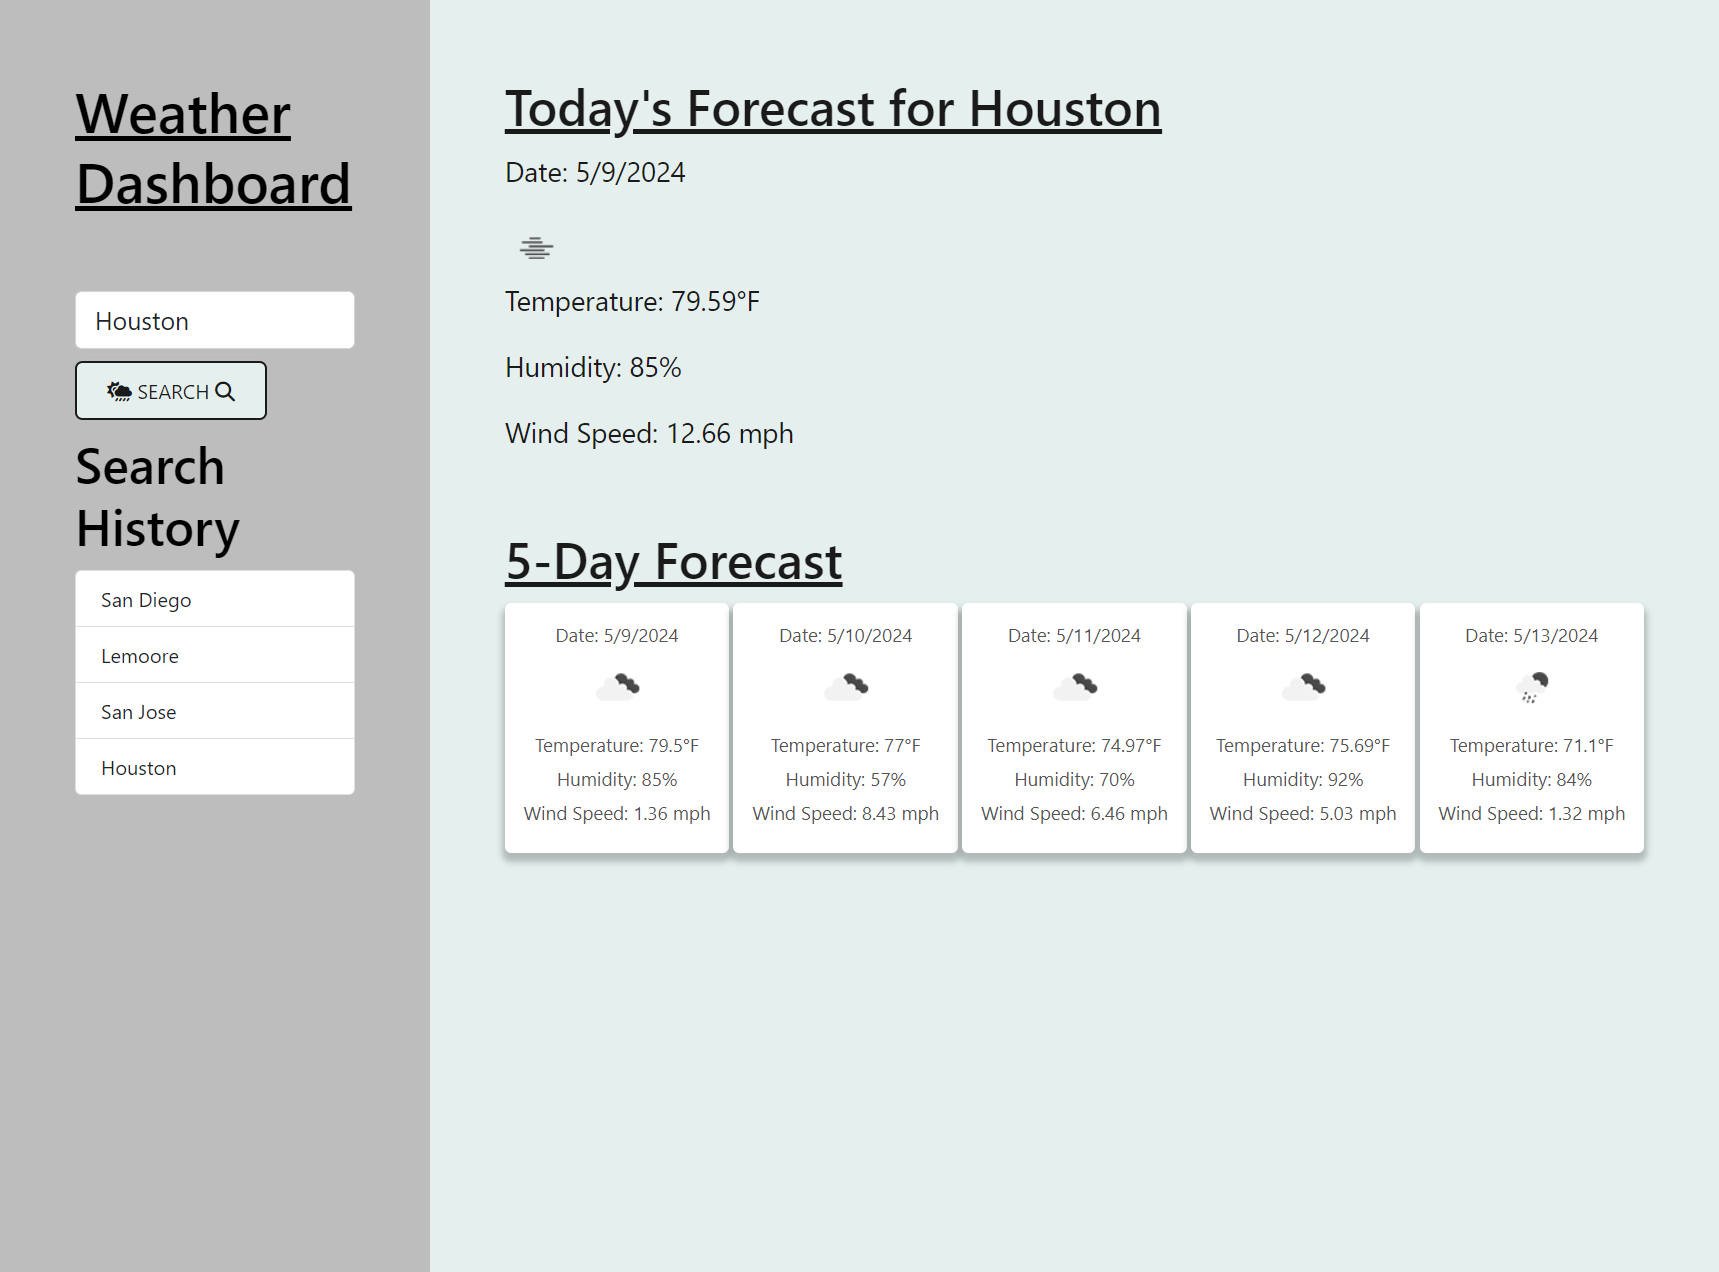 Weather
Dashboard
Houston
SEARCH
Search
History
San Diego
Lemoore
San Jose
Houston
Today's Forecast for Houston
Date: 5/9/2024
Temperature: 79.59°F
Humidity: 85%
Wind Speed: 12.66 mph
5-Day Forecast
Date: 5/9/2024
Temperature: 79.5°F
Humidity: 85%
Wind Speed: 1.36 mph
Date: 5/10/2024
Temperature: 77°F
Humidity: 57%
Wind Speed: 8.43 mph
Date: 5/11/2024
Temperature: 74.97°F
Humidity: 70%
Wind Speed: 6.46 mph
Date: 5/12/2024
Temperature: 75.69°F
Humidity: 92%
Wind Speed: 5.03 mph
Date: 5/13/2024
Temperature: 71.1°F
Humidity: 84%
Wind Speed: 1.32 mph